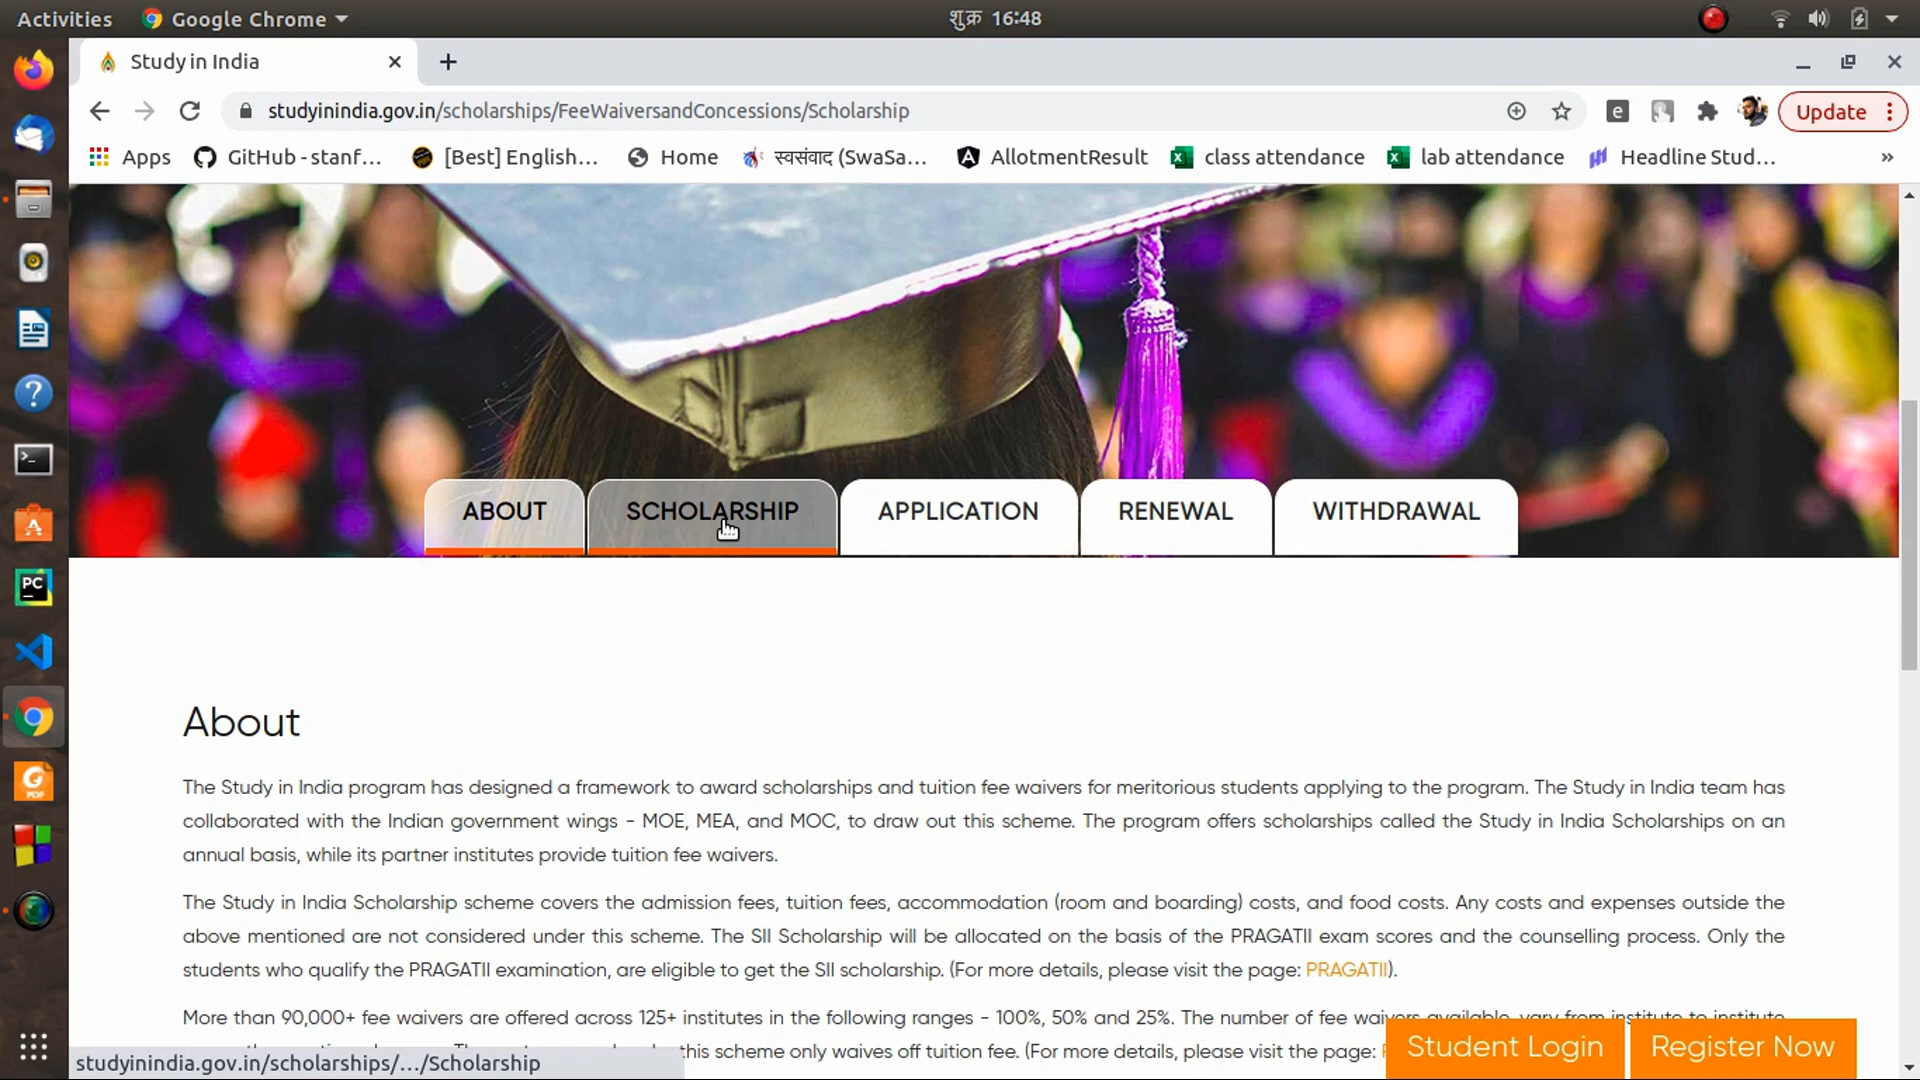 Activities Google Chrome शुक्र 16:48
Study in India
studyinindia.gov.in/scholarships/FeeWaiversandConcessions/Scholarship Update
Apps GitHub - stanf... [Best] English... Home स्वसंवाद (SwaSa... AllotmentResult class attendance lab attendance Headline Stud... »
ABOUT SCHOLARSHIP APPLICATION RENEWAL WITHDRAWAL
About
The Study in India program has designed a framework to award scholarships and tuition fee waivers for meritorious students applying to the program. The Study in India team has
collaborated with the Indian government wings - MOE, MEA, and MOC, to draw out this scheme. The program offers scholarships called the Study in India Scholarships on an
annual basis, while its partner institutes provide tuition fee waivers.
The Study in India Scholarship scheme covers the admission fees, tuition fees, accommodation (room and boarding) costs, and food costs. Any costs and expenses outside the
above mentioned are not considered under this scheme. The SII Scholarship will be allocated on the basis of the PRAGATII exam scores and the counselling process. Only the
students who qualify the PRAGATII examination, are eligible to get the SII scholarship. (For more details, please visit the page: PRAGATII).
More than 90,000+ fee waivers are offered across 125+ institutes in the following ranges - 100%, 50% and 25%. The number of fee waivers available, vary from institute to institute
this scheme only waives off tuition fee. (For more details, please visit the page:
Student Login Register Now
studyinindia.gov.in/scholarships/.../Scholarship